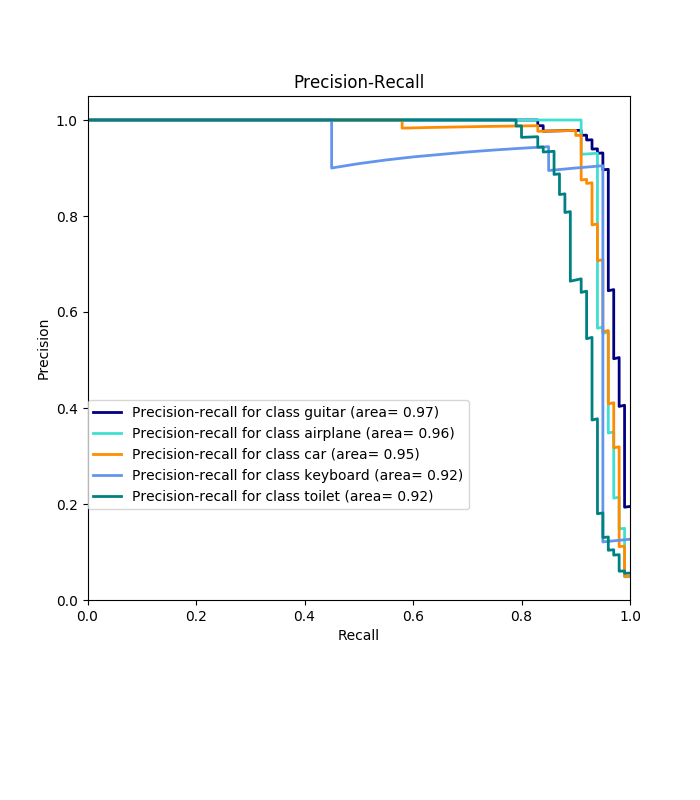 Precision-Recall
1.0
0.8
0.6
0.4
0.2
0.0
Precision
Precision-recall for class guitar (area= 0.97)
Precision-recall for class airplane (area= 0.96)
Precision-recall for class car (area= 0.95)
Precision-recall for class keyboard (area= 0.92)
Precision-recall for class toilet (area= 0.92)
0.0 0.2 0.4 0.6 0.8 1.0
Recall